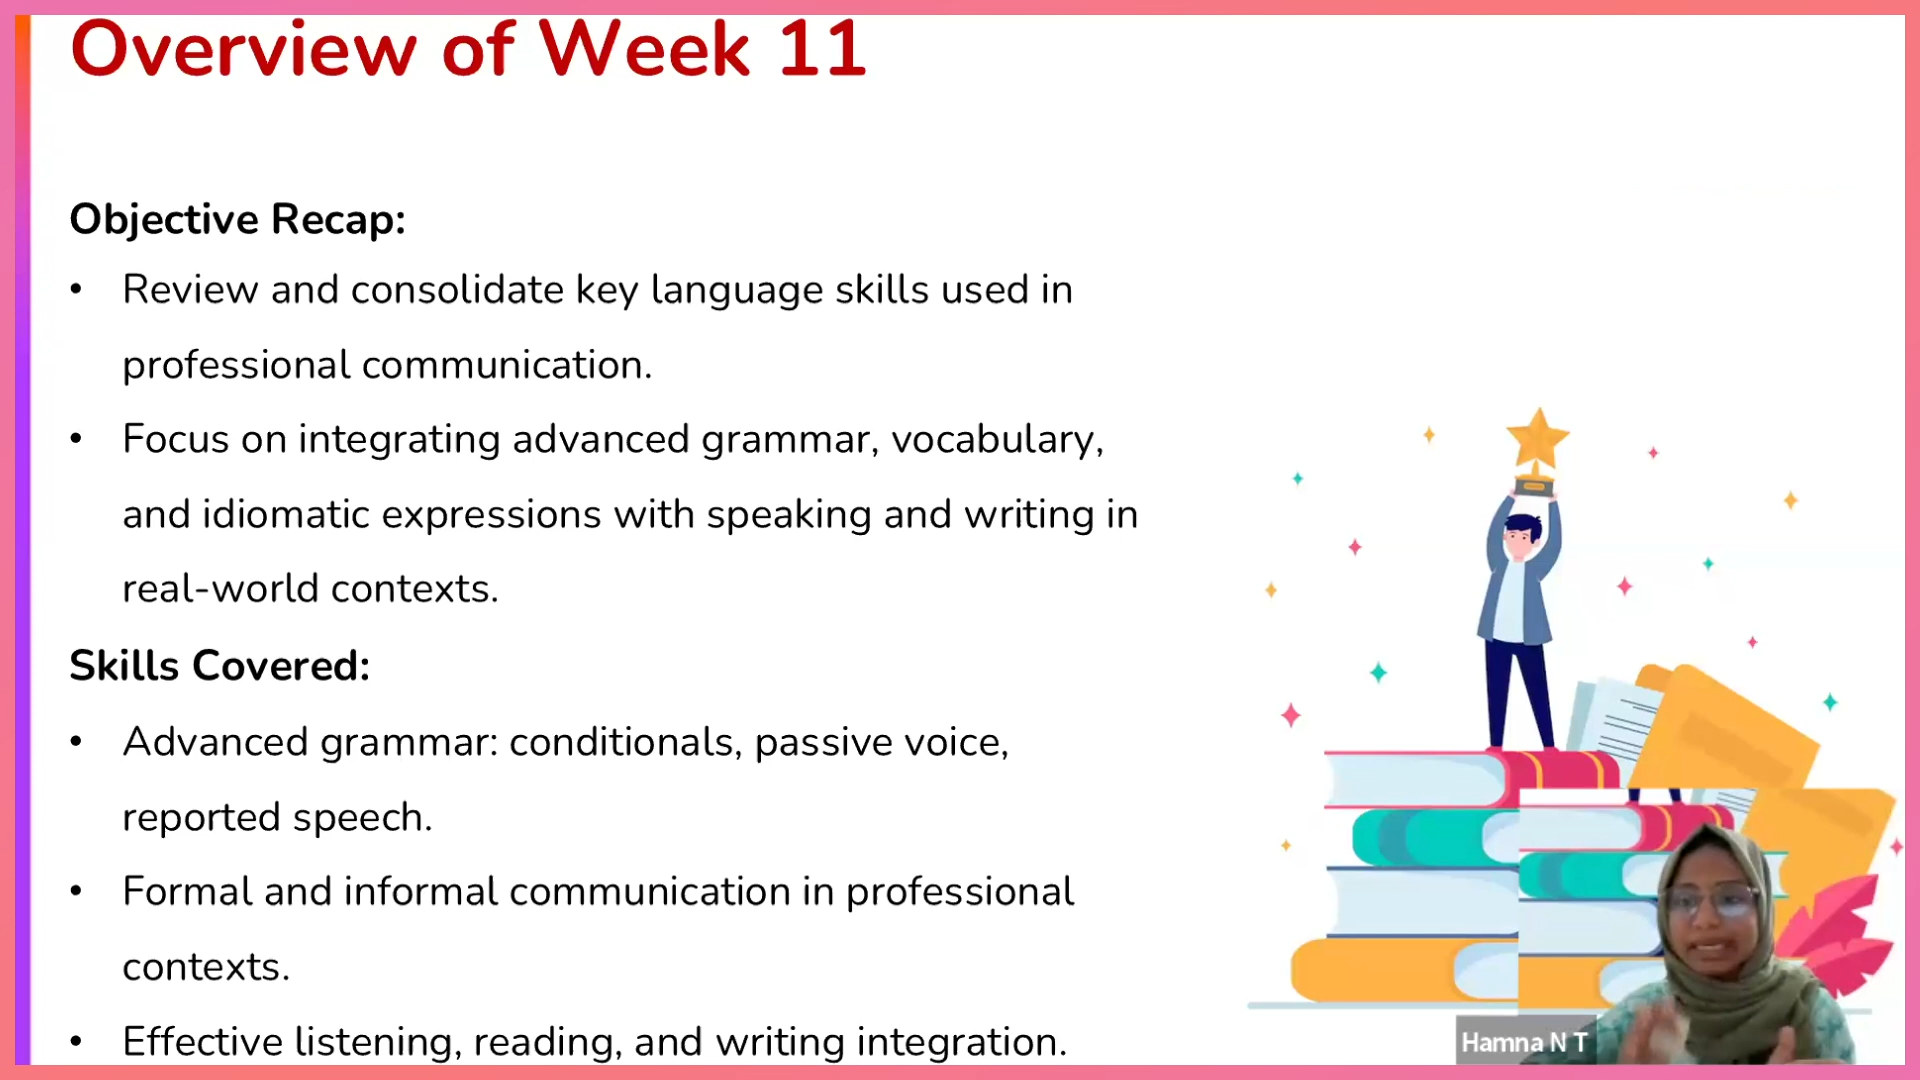 Overview of Week 11
Objective Recap:
• Review and consolidate key language skills used in
professional communication.
• Focus on integrating advanced grammar, vocabulary,
and idiomatic expressions with speaking and writing in
real-world contexts.
Skills Covered:
• Advanced grammar: conditionals, passive voice,
reported speech.
• Formal and informal communication in professional
contexts.
• Effective listening, reading, and writing integration.
Hamna N T